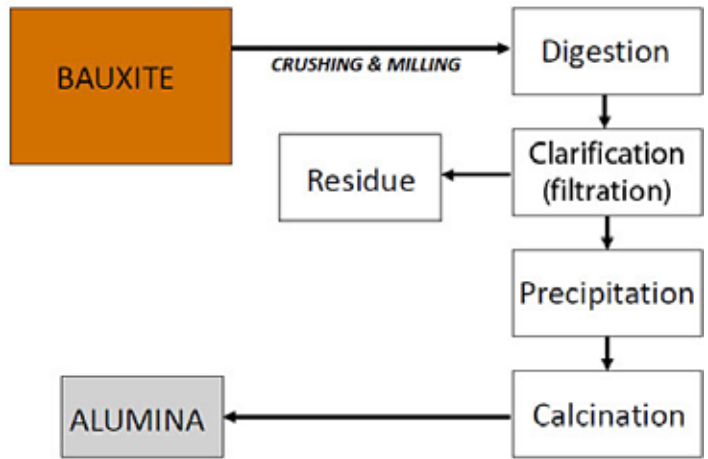 BAUXITE
CRUSHING & MILLING
Digestion
Clarification
(filtration)
Residue
Precipitation
Calcination
ALUMINA